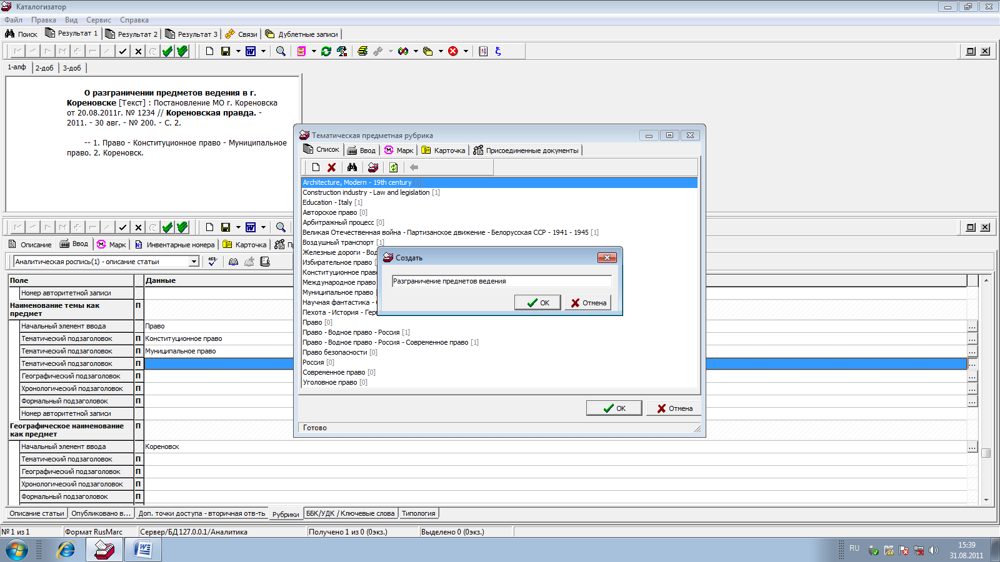 Каталогизатор
Файл Правка Вид Сервис Справка
Поиск Результат 1 Результат 2 Результат 3 Связи Дублетные записи
1-алф 2-доб 3-доб
О разграничении предметов ведения в г.
Кореновске [Текст] : Постановление МО г. Кореновска
от 20.08.2011г. № 1234 // Кореновская правда. -
2011. - 30 авг. - № 200. - С. 2.
-- 1. Право - Конституционное право - Муниципальное
право. 2. Кореновск.
Описание Ввод Марк Инвентарные номера Карточка
Аналитическая роспись(1) - описание статьи
Поле Данные
Номер авторитетной записи
Наименование темы как
предмет П
Начальный элемент ввода Право ...
Тематический подзаголовок П Конституционное право ...
Тематический подзаголовок П Муниципальное право ...
Тематический подзаголовок П ...
Географический подзаголовок П ...
Хронологический подзаголовок П ...
Формальный подзаголовок П ...
Номер авторитетной записи
Географическое наименование
как предмет П
Начальный элемент ввода Кореновск ...
Тематический подзаголовок П
Географический подзаголовок П
Хронологический подзаголовок П
Формальный подзаголовок П
Описание статьи Опубликовано в... Доп. точки доступа - вторичная отв-ть Рубрики ББК/УДК / Ключевые слова Типология
Тематическая предметная рубрика
Список Ввод Марк Карточка Присоединенные документы
Architecture, Modern - 19th century
Construction industry - Law and legislation [1]
Education - Italy [1]
Авторское право [0]
Арбитражный процесс [0]
Великая Отечественная война - Партизанское движение - Белорусская ССР - 1941 - 1945 [1]
Воздушный транспорт [1]
Железные дороги -
Избирательное право
Конституционное
Международное право
Муниципальное право
Научная фантастика -
Пехота - История -
Право [0]
Право - Водное право - Россия [1]
Право - Водное право - Россия - Современное право [1]
Право безопасности [0]
Россия [0]
Современное право [0]
Уголовное право [0]
OK Отмена
Готово
Создать
Разграничение предметов ведения
OK Отмена
№ 1 из 1 Формат RusMarc Сервер/БД 127.0.0.1/Аналитика Получено 1 из 0 (0экз.) Выделено 0 (0экз.)
RU 15:39
31.08.2011